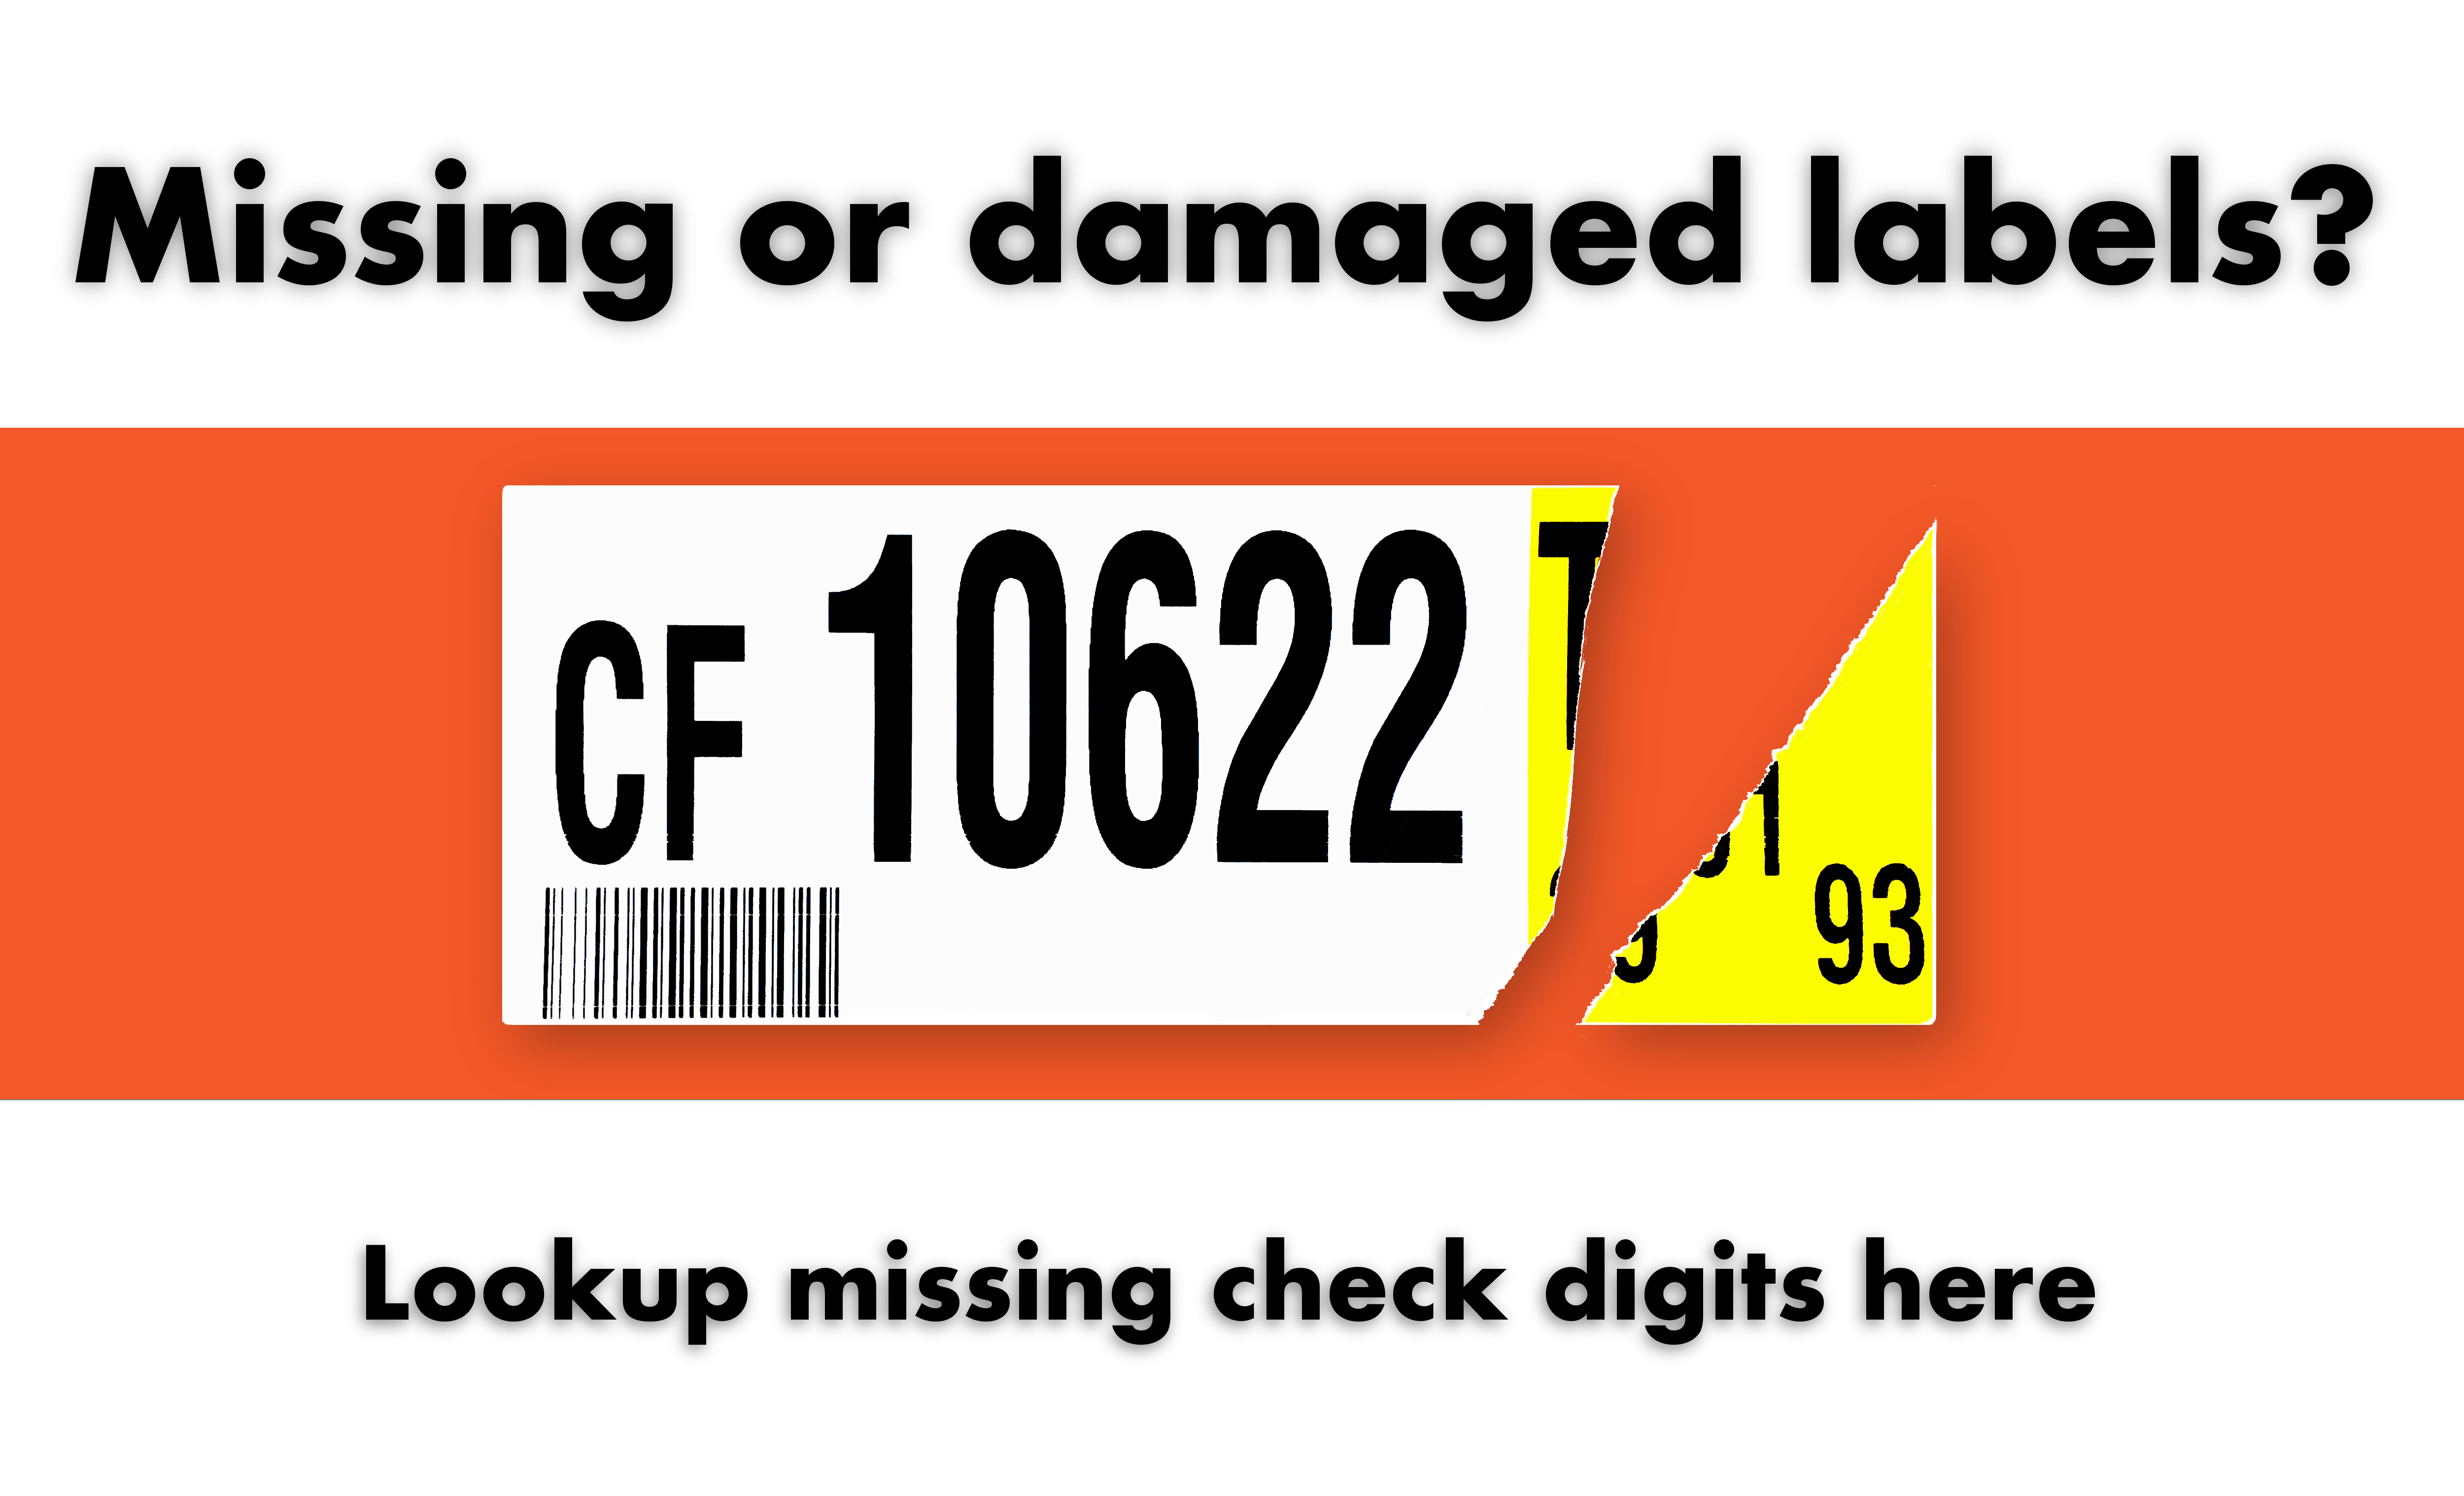 Missing or damaged labels?
CF 10622 T
93
Lookup missing check digits here